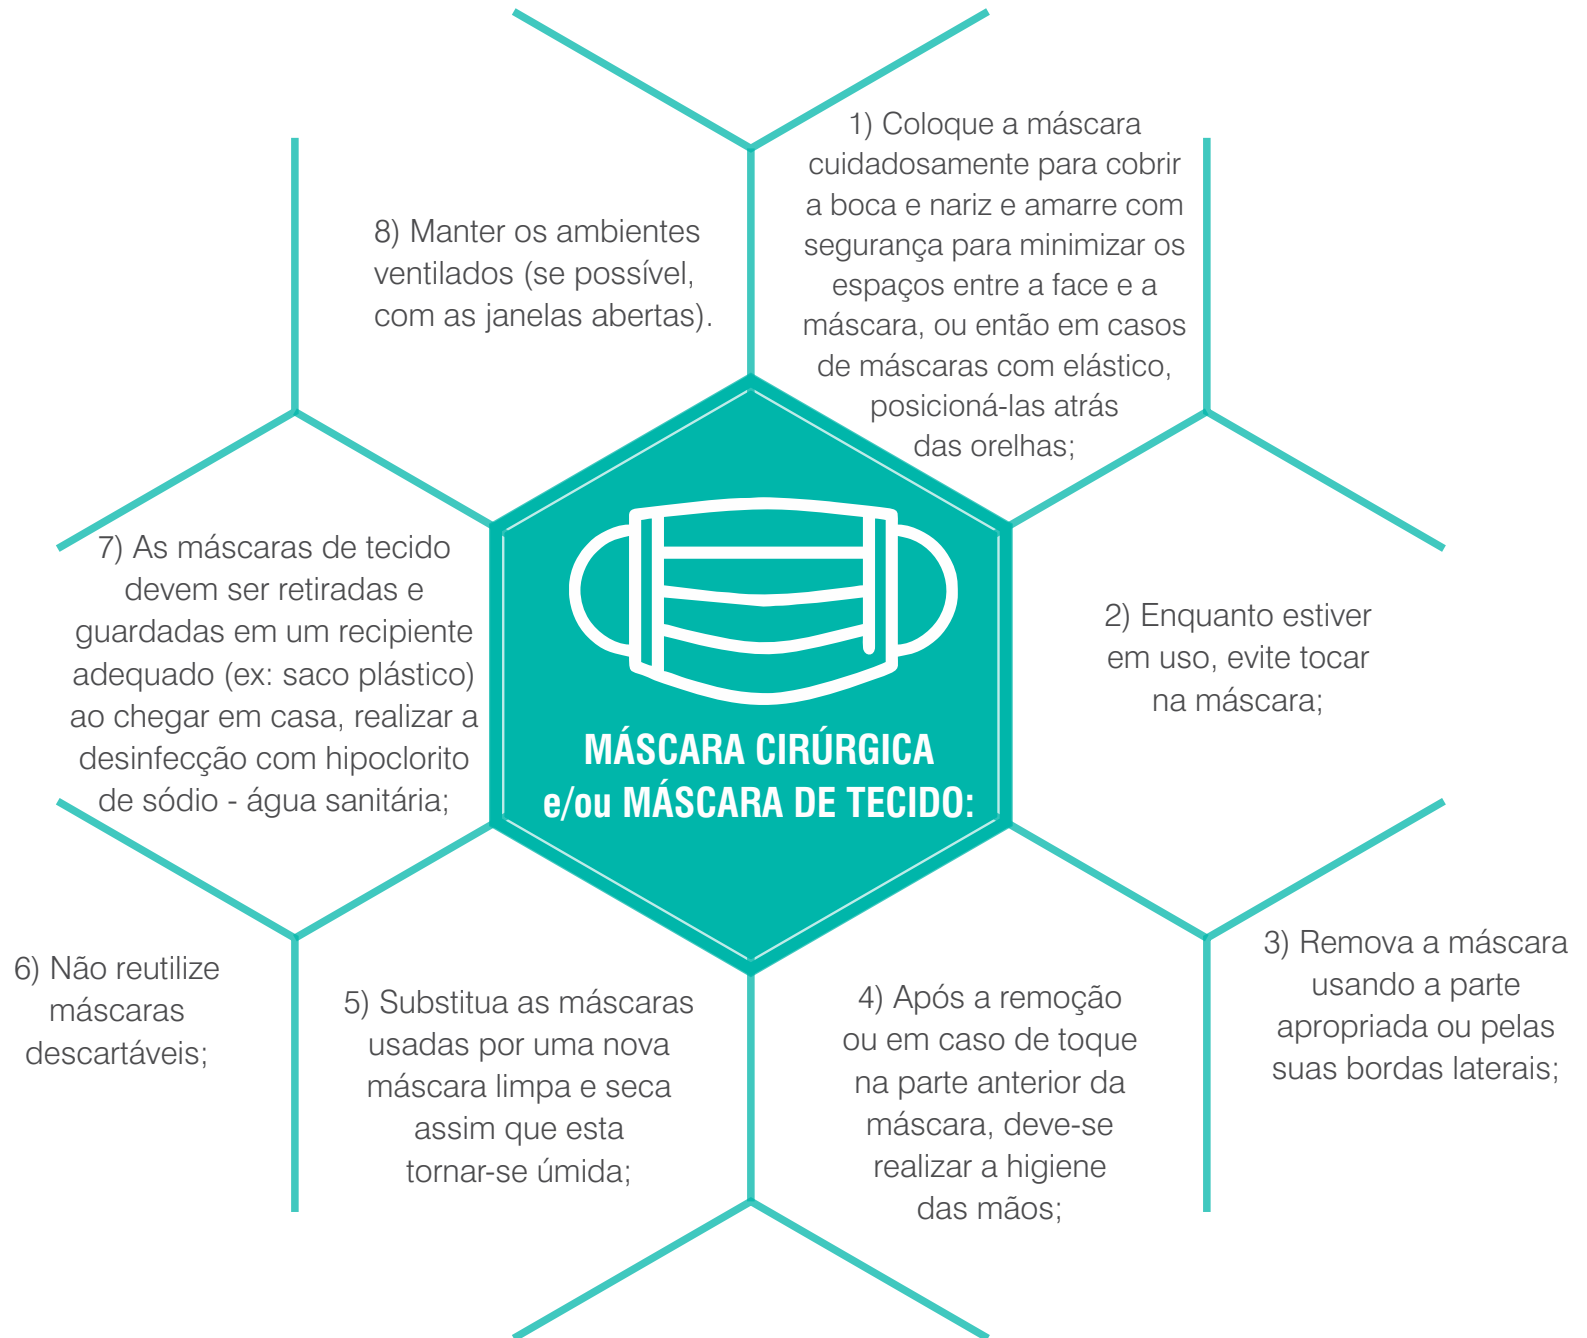 MÁSCARA CIRÚRGICA
e/ou MÁSCARA DE TECIDO:
1) Coloque a máscara
cuidadosamente para cobrir
a boca e nariz e amarre com
segurança para minimizar os
espaços entre a face e a
máscara, ou então em casos
de máscaras com elástico,
posicioná-las atrás
das orelhas;
2) Enquanto estiver
em uso, evite tocar
na máscara;
3) Remova a máscara
usando a parte
apropriada ou pelas
suas bordas laterais;
4) Após a remoção
ou em caso de toque
na parte anterior da
máscara, deve-se
realizar a higiene
das mãos;
5) Substitua as máscaras
usadas por uma nova
máscara limpa e seca
assim que esta
tornar-se úmida;
6) Não reutilize
máscaras
descartáveis;
7) As máscaras de tecido
devem ser retiradas e
guardadas em um recipiente
adequado (ex: saco plástico)
ao chegar em casa, realizar a
desinfecção com hipoclorito
de sódio - água sanitária;
8) Manter os ambientes
ventilados (se possível,
com as janelas abertas).